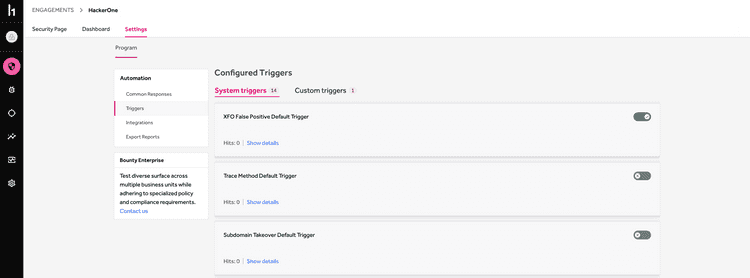 h1
ENGAGEMENTS > HackerOne
Security Page Dashboard Settings
Program
Automation
Common Responses
Triggers
Integrations
Export Reports
Bounty Enterprise
Test diverse surface across
multiple business units while
adhering to specialized policy
and compliance requirements.
Contact us
Configured Triggers
System triggers 14 Custom triggers 1
XFO False Positive Default Trigger
Hits: 0 | Show details
Trace Method Default Trigger
Hits: 0 | Show details
Subdomain Takeover Default Trigger
Hits: 0 | Show details